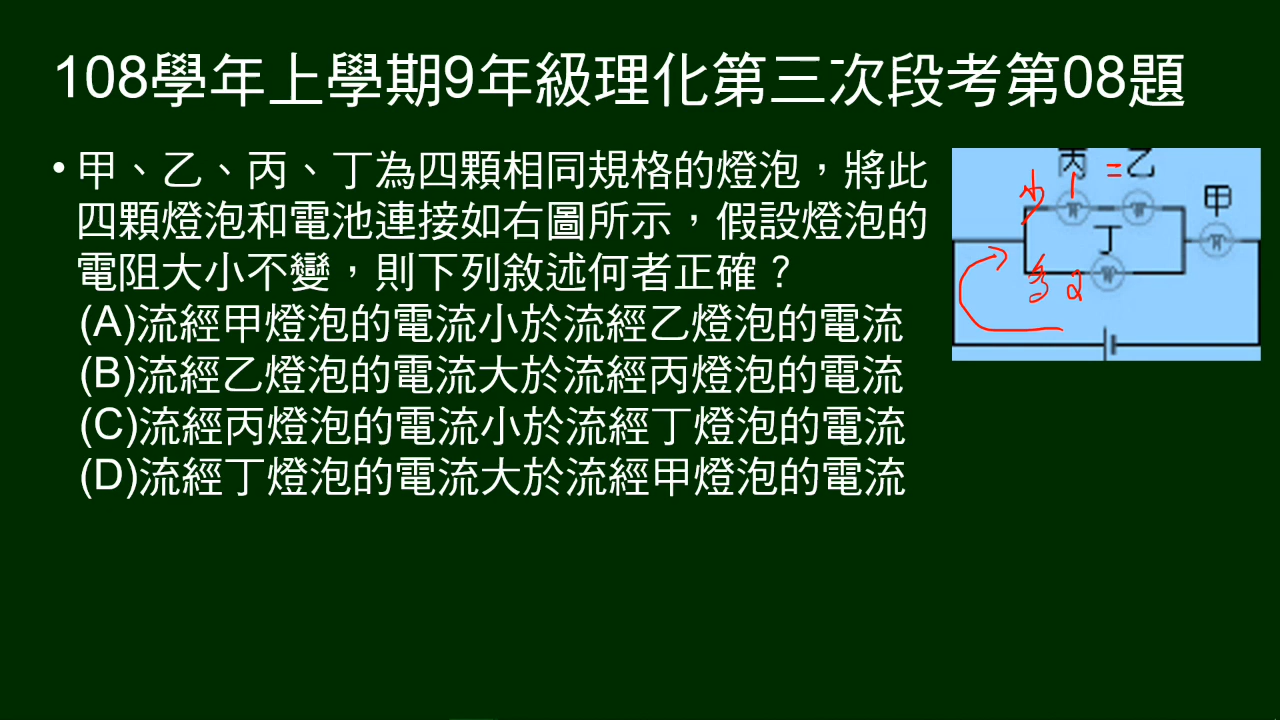 108學年上學期9年級理化第三次段考第08題
• 甲、乙、丙、丁為四顆相同規格的燈泡，將此
四顆燈泡和電池連接如右圖所示，假設燈泡的
電阻大小不變，則下列敘述何者正確？
(A)流經甲燈泡的電流小於流經乙燈泡的電流
(B)流經乙燈泡的電流大於流經丙燈泡的電流
(C)流經丙燈泡的電流小於流經丁燈泡的電流
(D)流經丁燈泡的電流大於流經甲燈泡的電流
丙 = 乙
少 1
甲
丁
多 2